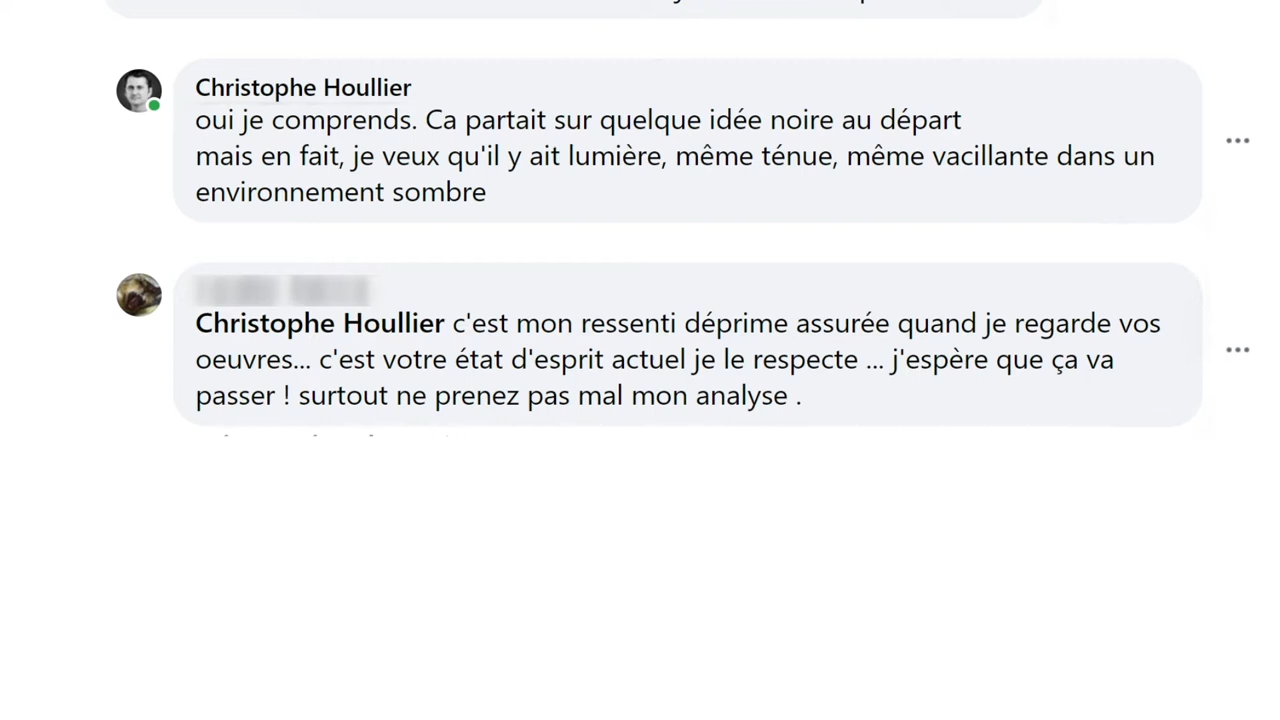 Christophe Houllier
oui je comprends. Ca partait sur quelque idée noire au départ
mais en fait, je veux qu'il y ait lumière, même ténue, même vacillante dans un
environnement sombre
Christophe Houllier c'est mon ressenti déprime assurée quand je regarde vos
oeuvres... c'est votre état d'esprit actuel je le respecte ... j'espère que ça va
passer ! surtout ne prenez pas mal mon analyse .